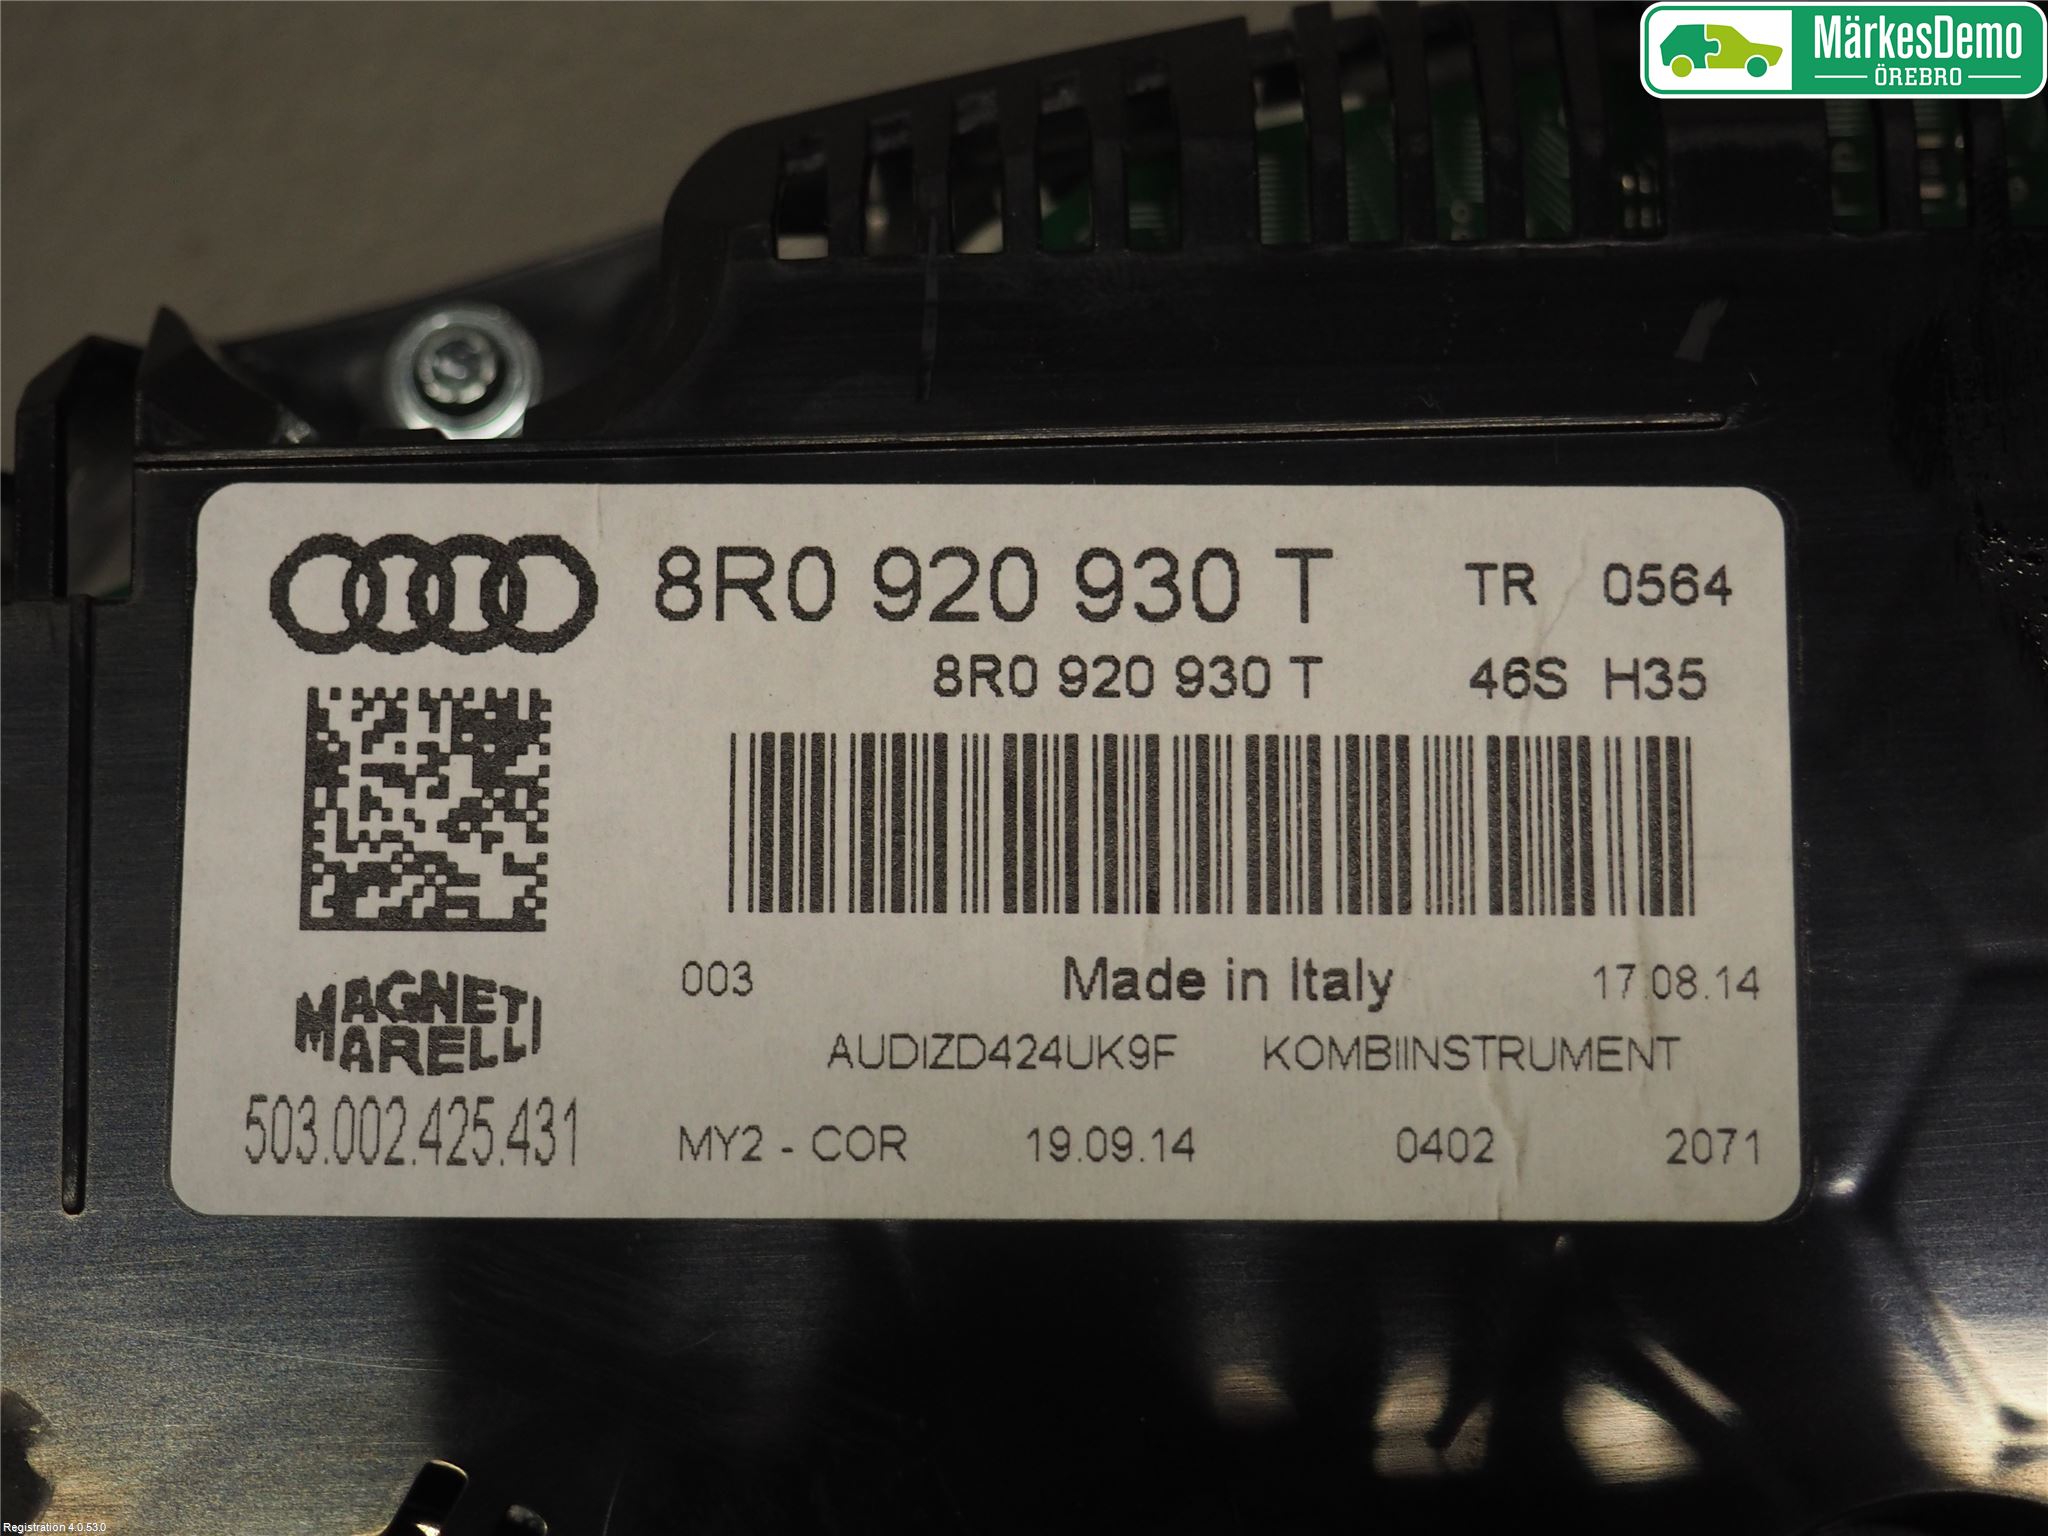 MärkesDemo
ÖREBRO
8R0 920 930 T TR 0564
8R0 920 930 T 46S H35
003 Made in Italy 17.08.14
MAGNETI
MARELLI
AUDIZD424UK9F KOMBIINSTRUMENT
503.002.425.431
MY2 - COR 19.09.14 0402 2071
Registration 4.0.53.0